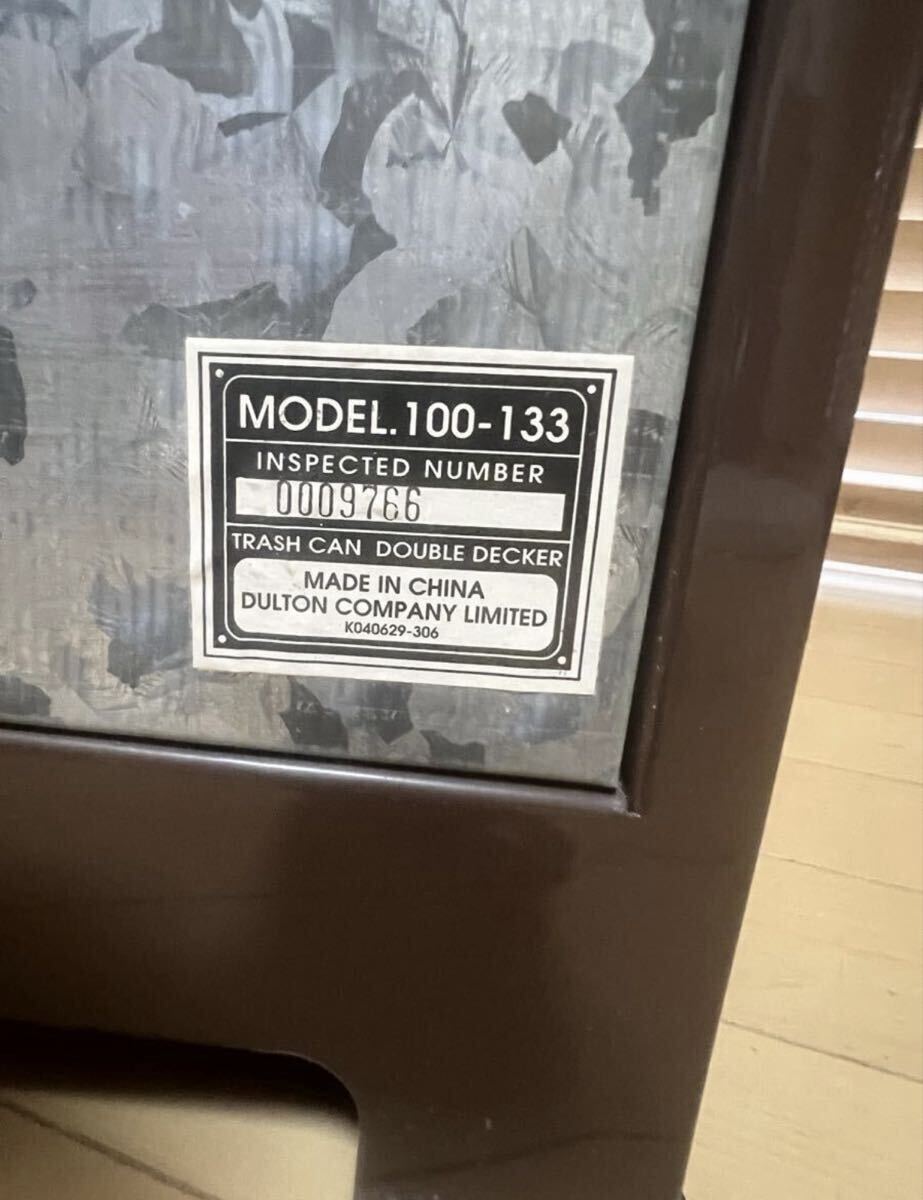 MODEL.100-133
INSPECTED NUMBER
0009766
TRASH CAN DOUBLE DECKER
MADE IN CHINA
DULTON COMPANY LIMITED
K040629-306